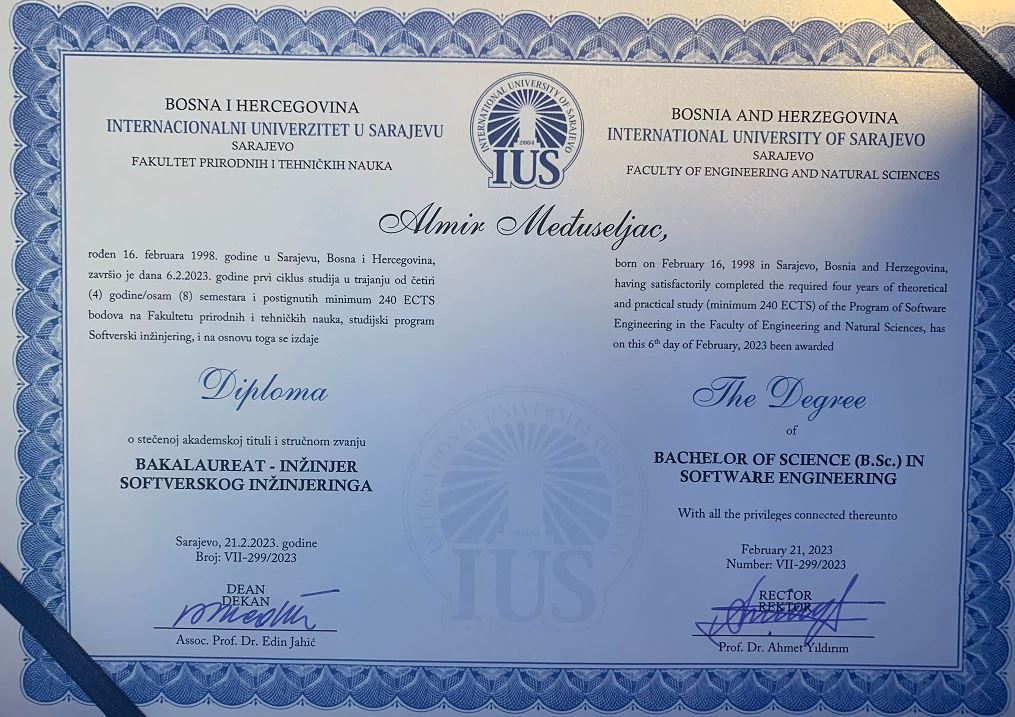 BOSNA I HERCEGOVINA
INTERNACIONALNI UNIVERZITET U SARAJEVU
SARAJEVO
FAKULTET PRIRODNIH I TEHNIČKIH NAUKA
INTERNATIONAL UNIVERSITY OF SARAJEVO
2004
IUS
BOSNIA AND HERZEGOVINA
INTERNATIONAL UNIVERSITY OF SARAJEVO
SARAJEVO
FACULTY OF ENGINEERING AND NATURAL SCIENCES
Almir Međuseljac,
rođen 16. februara 1998. godine u Sarajevu, Bosna i Hercegovina,
završio je dana 6.2.2023. godine prvi ciklus studija u trajanju od četiri
(4) godine/osam (8) semestara i postignutih minimum 240 ECTS
bodova na Fakultetu prirodnih i tehničkih nauka, studijski program
Softverski inžinjering, i na osnovu toga se izdaje
Diploma
o stečenoj akademskoj tituli i stručnom zvanju
BAKALAUREAT - INŽINJER
SOFTVERSKOG INŽINJERINGA
Sarajevo, 21.2.2023. godine
Broj: VII-299/2023
DEAN
DEKAN
Assoc. Prof. Dr. Edin Jahić
born on February 16, 1998 in Sarajevo, Bosnia and Herzegovina,
having satisfactorily completed the required four years of theoretical
and practical study (minimum 240 ECTS) of the Program of Software
Engineering in the Faculty of Engineering and Natural Sciences, has
on this 6th day of February, 2023 been awarded
The Degree
of
BACHELOR OF SCIENCE (B.Sc.) IN
SOFTWARE ENGINEERING
With all the privileges connected thereunto
February 21, 2023
Number: VII-299/2023
RECTOR
REKTOR
Prof. Dr. Ahmet Yıldırım
INTERNATIONAL UNIVERSITY OF SARAJEVO
2004
IUS